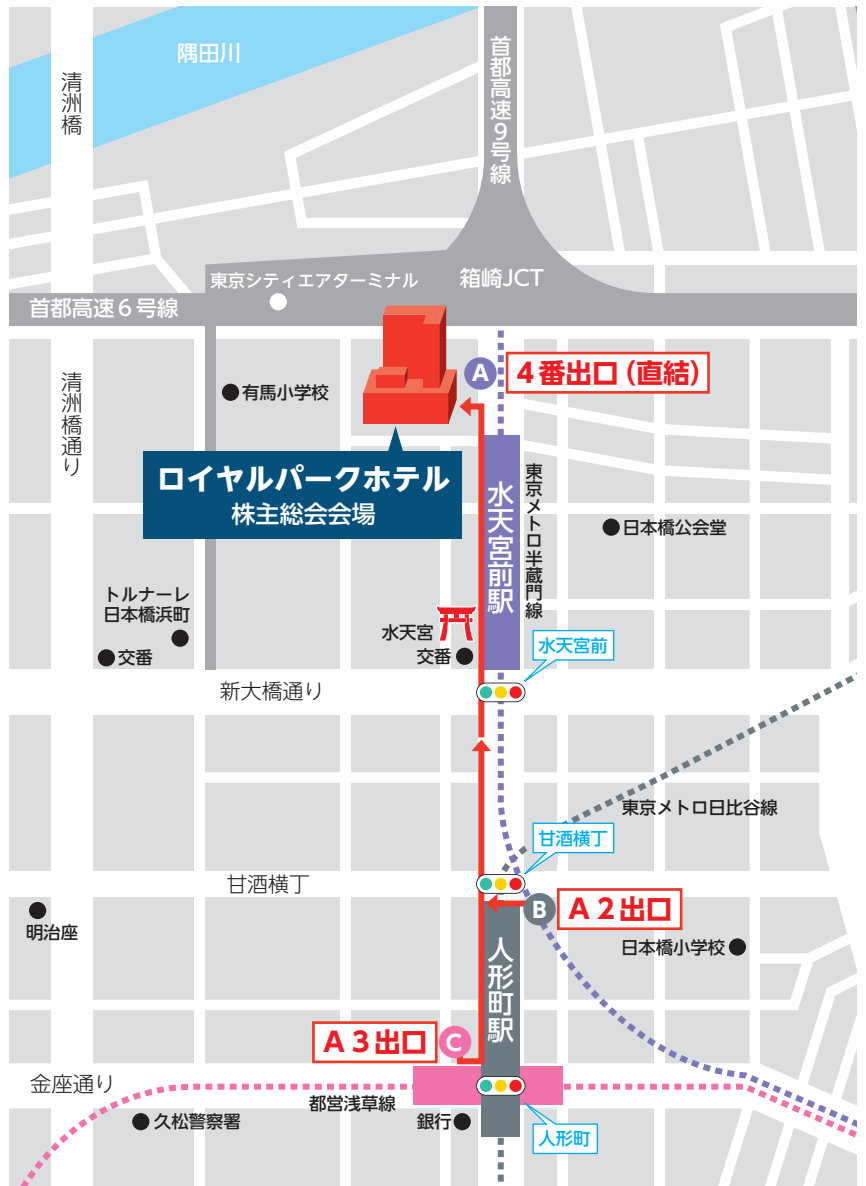 隅田川
清洲橋
首都高速9号線
東京シティエアターミナル
箱崎JCT
首都高速6号線
A
4番出口(直結)
清洲橋通り
有馬小学校
ロイヤルパークホテル
株主総会会場
水天宮前駅
東京メトロ半蔵門線
日本橋公会堂
トルナーレ
日本橋浜町
交番
水天宮
交番
水天宮前
新大橋通り
東京メトロ日比谷線
甘酒横丁
甘酒横丁
明治座
B
A2出口
日本橋小学校
人形町駅
A3出口
C
金座通り
都営浅草線
久松警察署
銀行
人形町